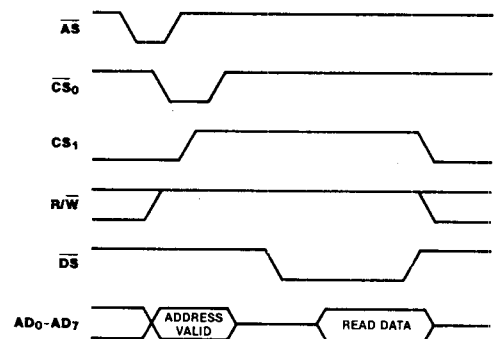 AS
CS0
CS1
R/W
DS
AD0-AD7
ADDRESS
VALID
READ DATA